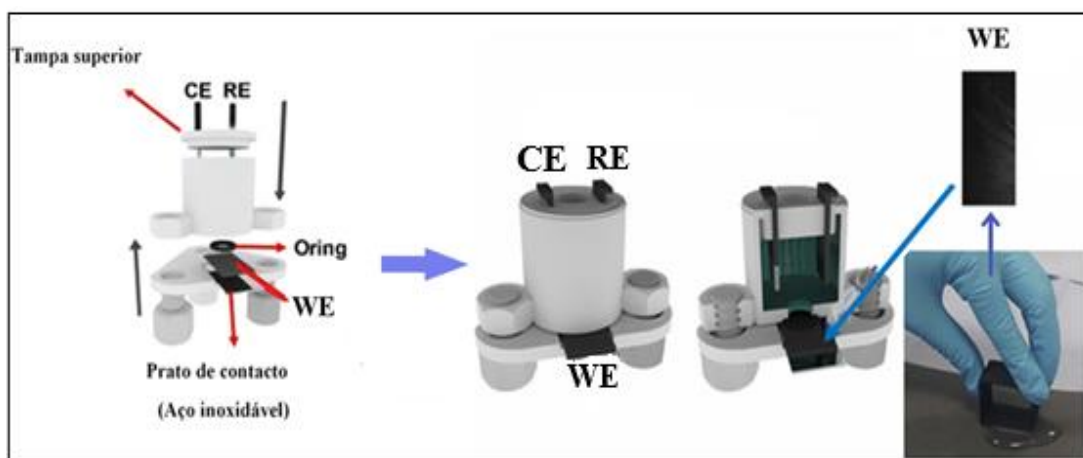 Tampa superior
CE RE
Oring
WE
Prato de contacto
(Aço inoxidável)
CE RE
WE
WE